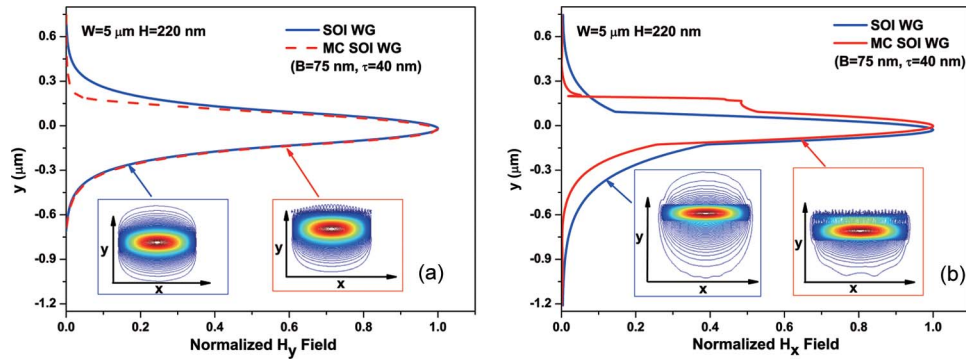 W=5 μm H=220 nm
SOI WG
MC SOI WG
(B=75 nm, τ=40 nm)
0.6
0.3
0.0
-0.3
-0.6
-0.9
-1.2
y (μm)
y
x
y
x
(a)
0.0 0.2 0.4 0.6 0.8 1.0
Normalized Hy Field
W=5 μm H=220 nm
SOI WG
MC SOI WG
(B=75 nm, τ=40 nm)
0.6
0.3
0.0
-0.3
-0.6
-0.9
-1.2
y (μm)
y
x
y
x
(b)
0.0 0.2 0.4 0.6 0.8 1.0
Normalized Hx Field